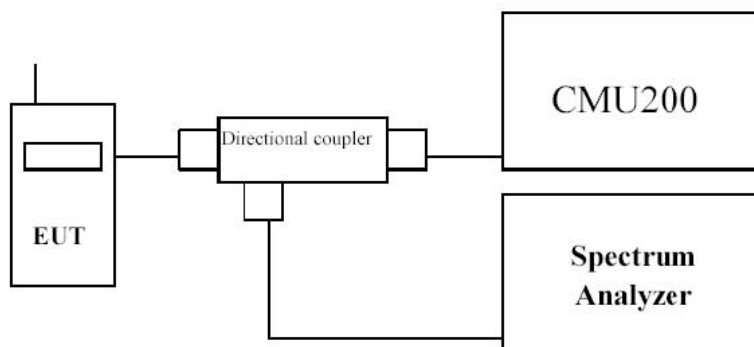 CMU200
Directional coupler
EUT
Spectrum
Analyzer